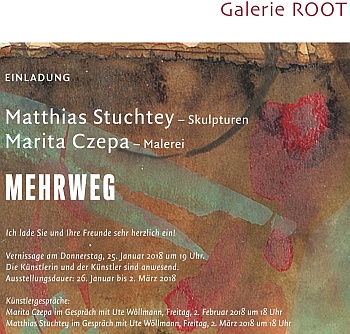 Galerie ROOT
EINLADUNG
Matthias Stuchtey – Skulpturen
Marita Czepa – Malerei
MEHRWEG
Ich lade Sie und Ihre Freunde sehr herzlich ein!
Vernissage am Donnerstag, 25. Januar 2018 um 19 Uhr.
Die Künstlerin und der Künstler sind anwesend.
Ausstellungsdauer: 26. Januar bis 2. März 2018
Künstlergespräche:
Marita Czepa im Gespräch mit Ute Wöllmann, Freitag, 2. Februar 2018 um 18 Uhr
Matthias Stuchtey im Gespräch mit Ute Wöllmann, Freitag, 2. März 2018 um 18 Uhr